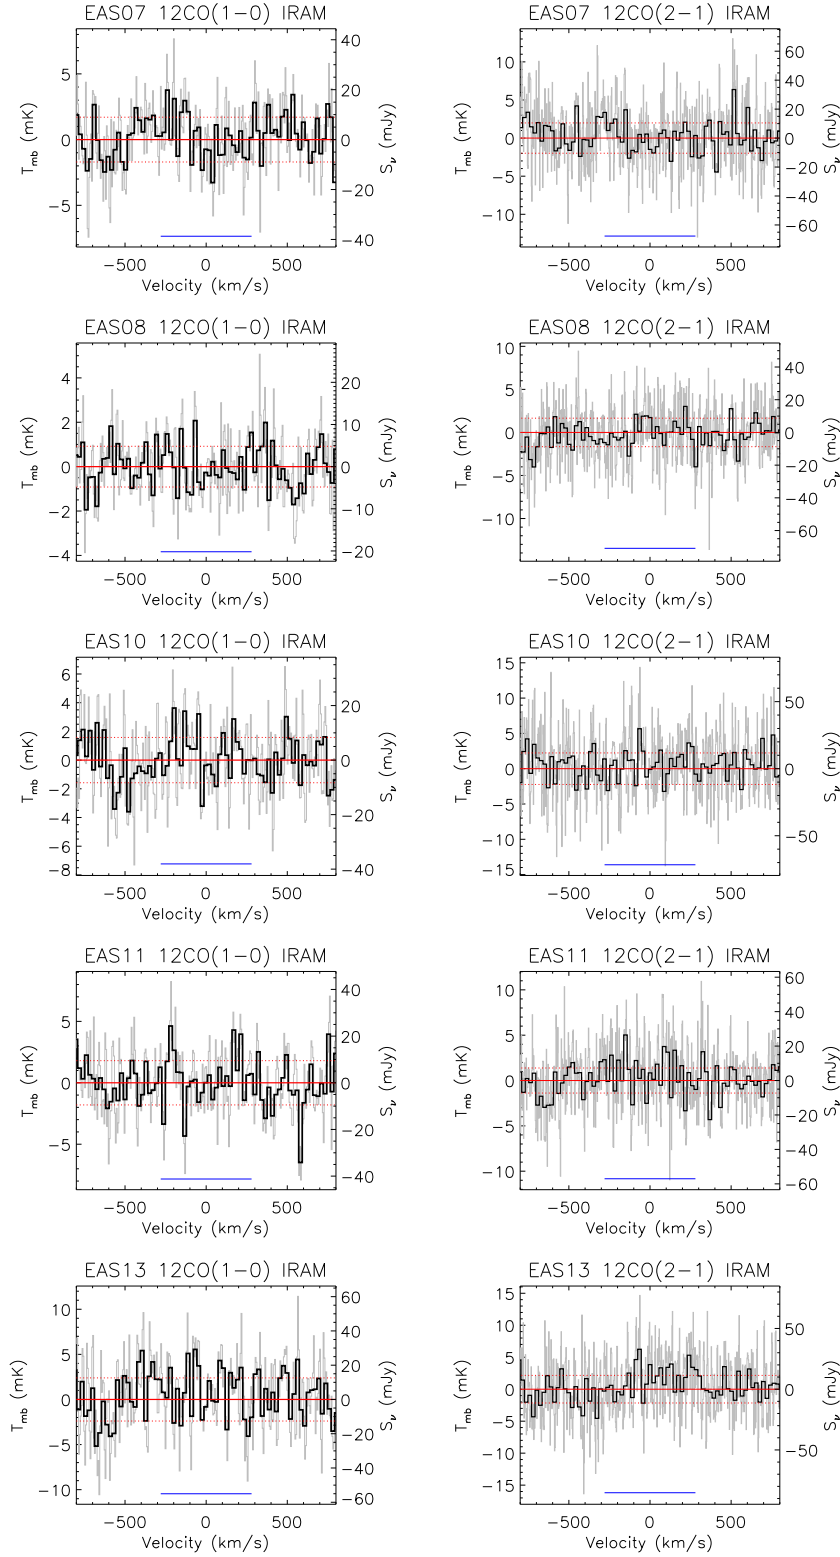 EAS07 12CO(1−0) IRAM
5
0
−5
40
20
0
−20
−40
T_mb (mK)
S_ν (mJy)
−500 0 500
Velocity (km/s)
EAS07 12CO(2−1) IRAM
10
5
0
−5
−10
60
40
20
0
−20
−40
−60
T_mb (mK)
S_ν (mJy)
−500 0 500
Velocity (km/s)
EAS08 12CO(1−0) IRAM
4
2
0
−2
−4
20
10
0
−10
−20
T_mb (mK)
S_ν (mJy)
−500 0 500
Velocity (km/s)
EAS08 12CO(2−1) IRAM
10
5
0
−5
−10
40
20
0
−20
−40
−60
T_mb (mK)
S_ν (mJy)
−500 0 500
Velocity (km/s)
EAS10 12CO(1−0) IRAM
6
4
2
0
−2
−4
−6
−8
20
0
−20
−40
T_mb (mK)
S_ν (mJy)
−500 0 500
Velocity (km/s)
EAS10 12CO(2−1) IRAM
15
10
5
0
−5
−10
−15
50
0
−50
T_mb (mK)
S_ν (mJy)
−500 0 500
Velocity (km/s)
EAS11 12CO(1−0) IRAM
5
0
−5
40
20
0
−20
−40
T_mb (mK)
S_ν (mJy)
−500 0 500
Velocity (km/s)
EAS11 12CO(2−1) IRAM
10
5
0
−5
−10
60
40
20
0
−20
−40
−60
T_mb (mK)
S_ν (mJy)
−500 0 500
Velocity (km/s)
EAS13 12CO(1−0) IRAM
10
5
0
−5
−10
60
40
20
0
−20
−40
−60
T_mb (mK)
S_ν (mJy)
−500 0 500
Velocity (km/s)
EAS13 12CO(2−1) IRAM
15
10
5
0
−5
−10
−15
50
0
−50
T_mb (mK)
S_ν (mJy)
−500 0 500
Velocity (km/s)